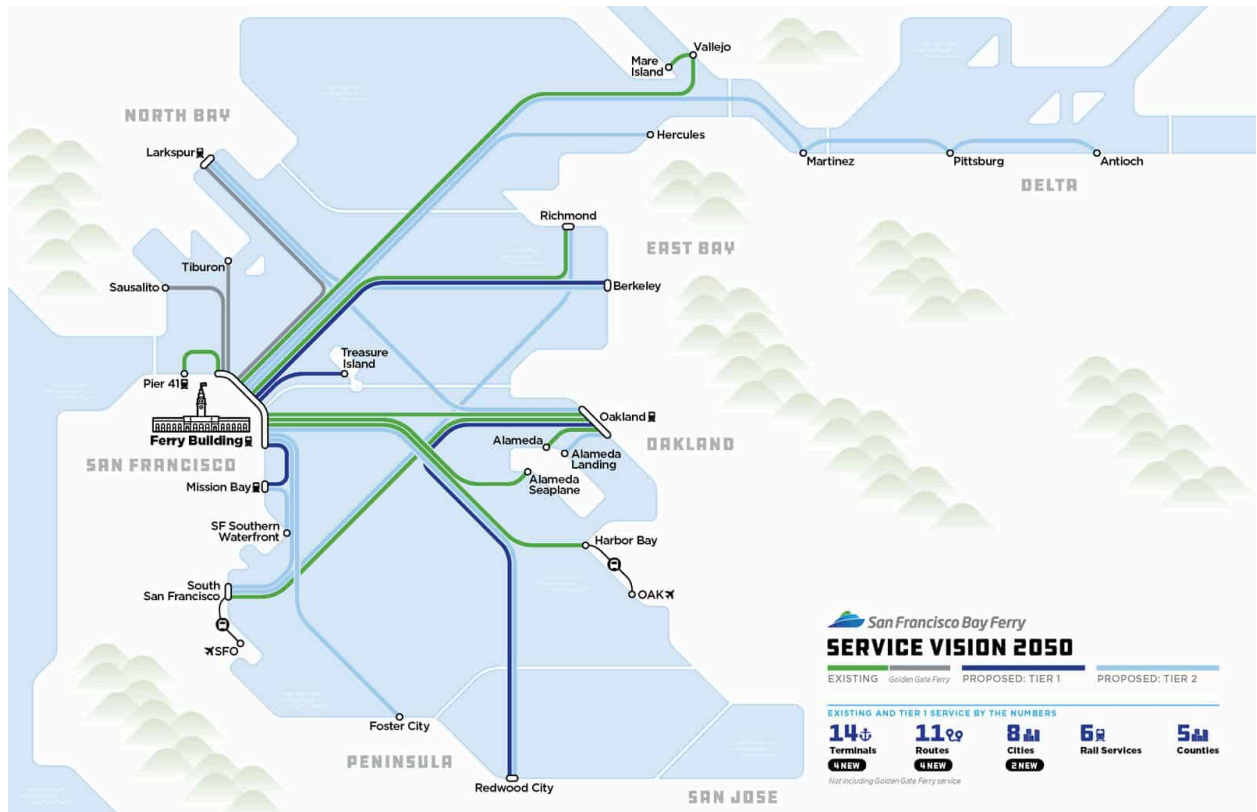 Vallejo
Mare
Island
NORTH BAY
Larkspur
Hercules
Martinez
Pittsburg
Antioch
DELTA
Richmond
EAST BAY
Tiburon
Sausalito
Berkeley
Treasure
Island
Pier 41
Ferry Building
Oakland
OAKLAND
Alameda
Alameda
Landing
Alameda
Seaplane
SAN FRANCISCO
Mission Bay
SF Southern
Waterfront
Harbor Bay
OAK
South
San Francisco
SFO
Foster City
PENINSULA
Redwood City
SAN JOSE
San Francisco Bay Ferry
SERVICE VISION 2050
EXISTING Golden Gate Ferry PROPOSED: TIER 1 PROPOSED: TIER 2
EXISTING AND TIER 1 SERVICE BY THE NUMBERS
14 11 8 6 5
Terminals Routes Cities Rail Services Counties
4 NEW 4 NEW 2 NEW
Not including Golden Gate Ferry service